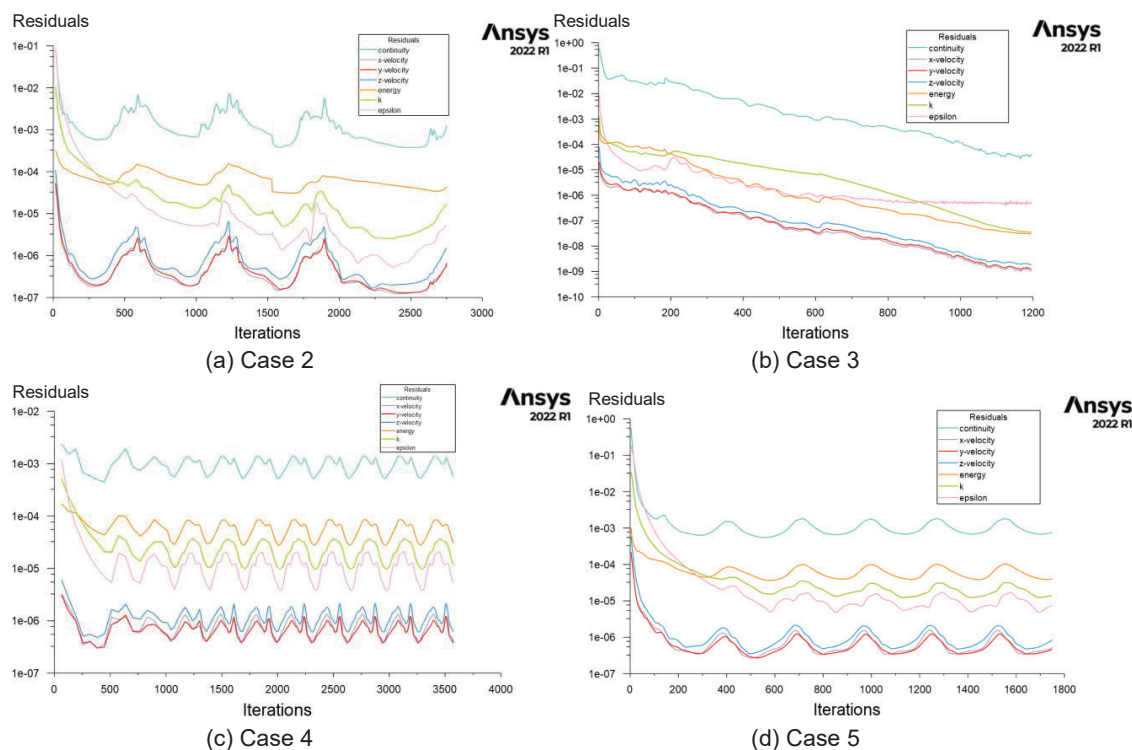 Residuals
Ansys
2022 R1
Residuals
continuity
x-velocity
y-velocity
z-velocity
energy
k
epsilon
1e-01
1e-02
1e-03
1e-04
1e-05
1e-06
1e-07
0 500 1000 1500 2000 2500 3000
Iterations
(a) Case 2
Residuals
Ansys
2022 R1
Residuals
continuity
x-velocity
y-velocity
z-velocity
energy
k
epsilon
1e+00
1e-01
1e-02
1e-03
1e-04
1e-05
1e-06
1e-07
1e-08
1e-09
1e-10
0 200 400 600 800 1000 1200
Iterations
(b) Case 3
Residuals
Ansys
2022 R1
Residuals
continuity
x-velocity
y-velocity
z-velocity
energy
k
epsilon
1e-02
1e-03
1e-04
1e-05
1e-06
1e-07
0 500 1000 1500 2000 2500 3000 3500 4000
Iterations
(c) Case 4
Residuals
Ansys
2022 R1
Residuals
continuity
x-velocity
y-velocity
z-velocity
energy
k
epsilon
1e+00
1e-01
1e-02
1e-03
1e-04
1e-05
1e-06
1e-07
0 200 400 600 800 1000 1200 1400 1600 1800
Iterations
(d) Case 5